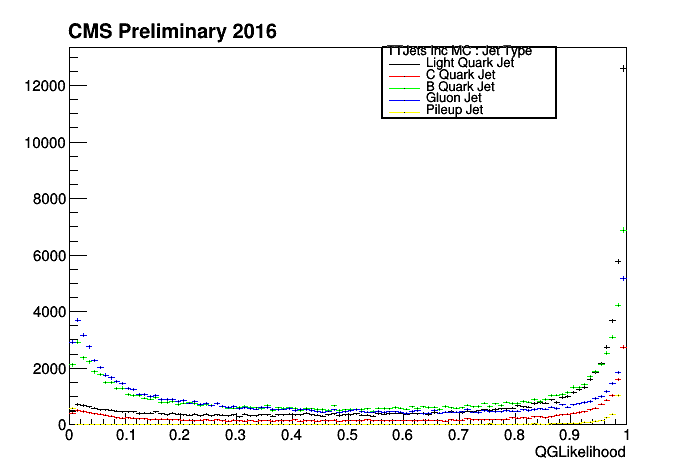 CMS Preliminary 2016
TTJets Inc MC : Jet Type
Light Quark Jet
C Quark Jet
B Quark Jet
Gluon Jet
Pileup Jet
12000
10000
8000
6000
4000
2000
0
0 0.1 0.2 0.3 0.4 0.5 0.6 0.7 0.8 0.9 1
QGLikelihood